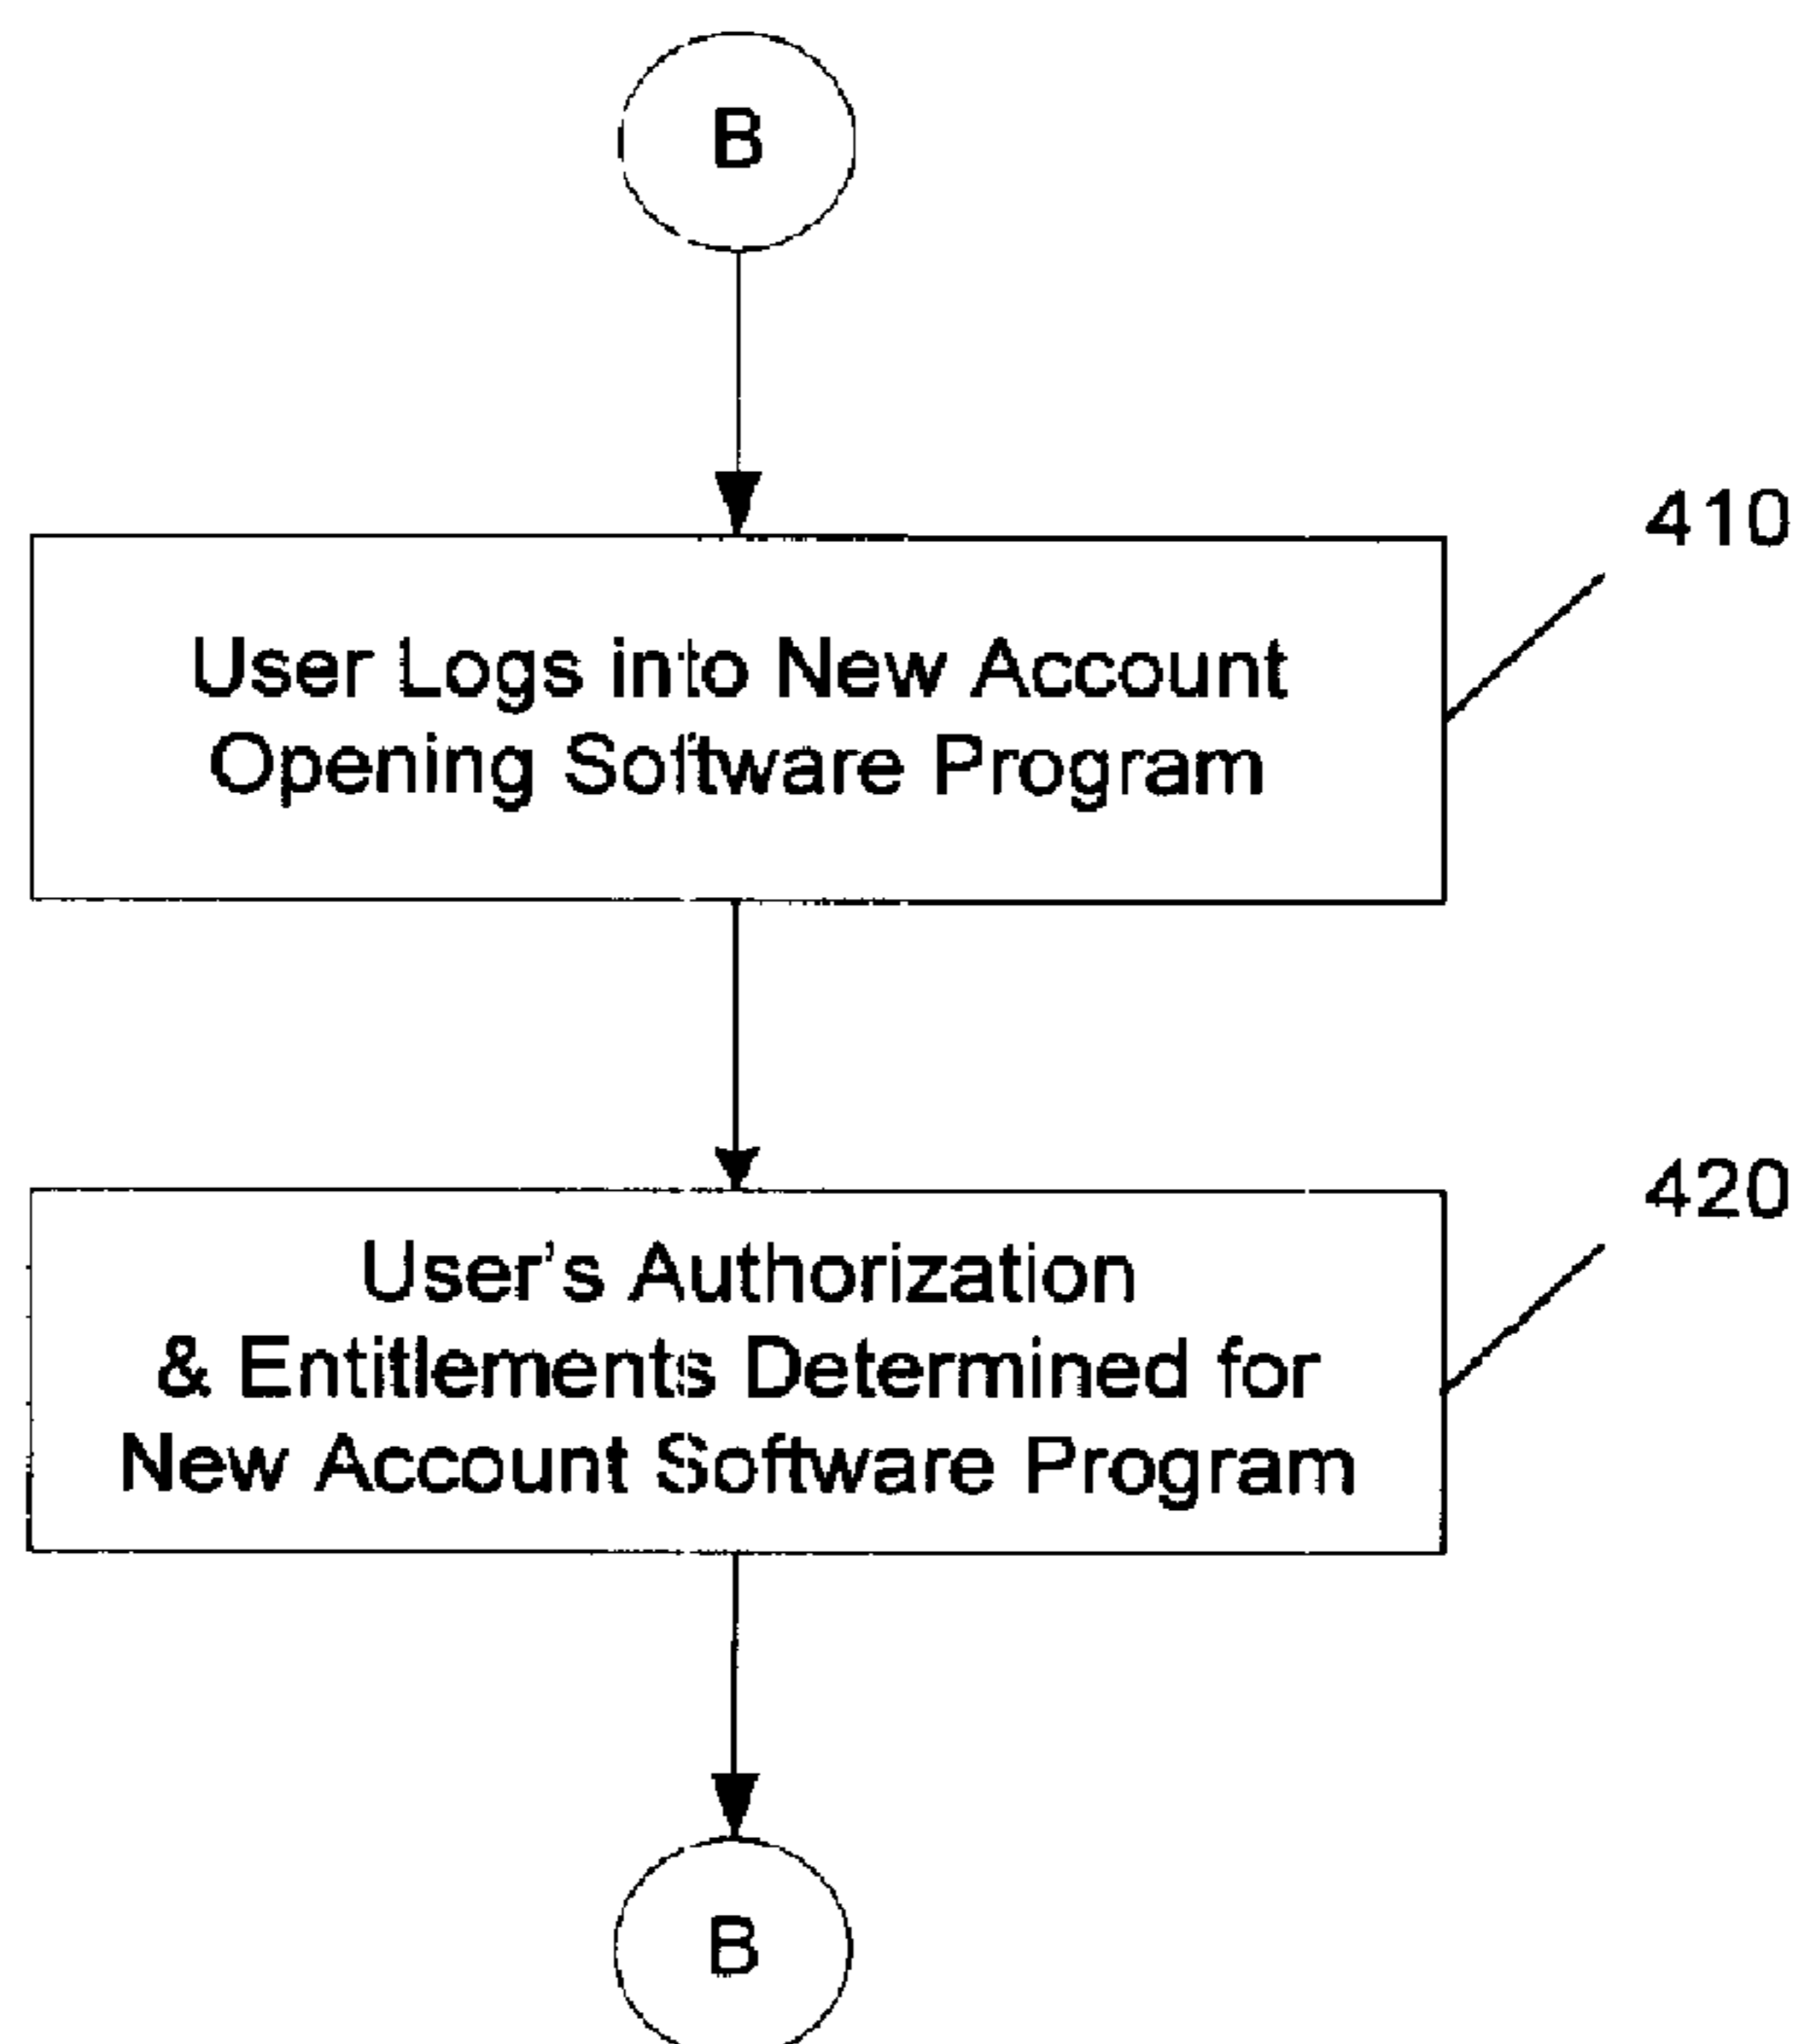 B
410
User Logs into New Account
Opening Software Program
420
User's Authorization
& Entitlements Determined for
New Account Software Program
B